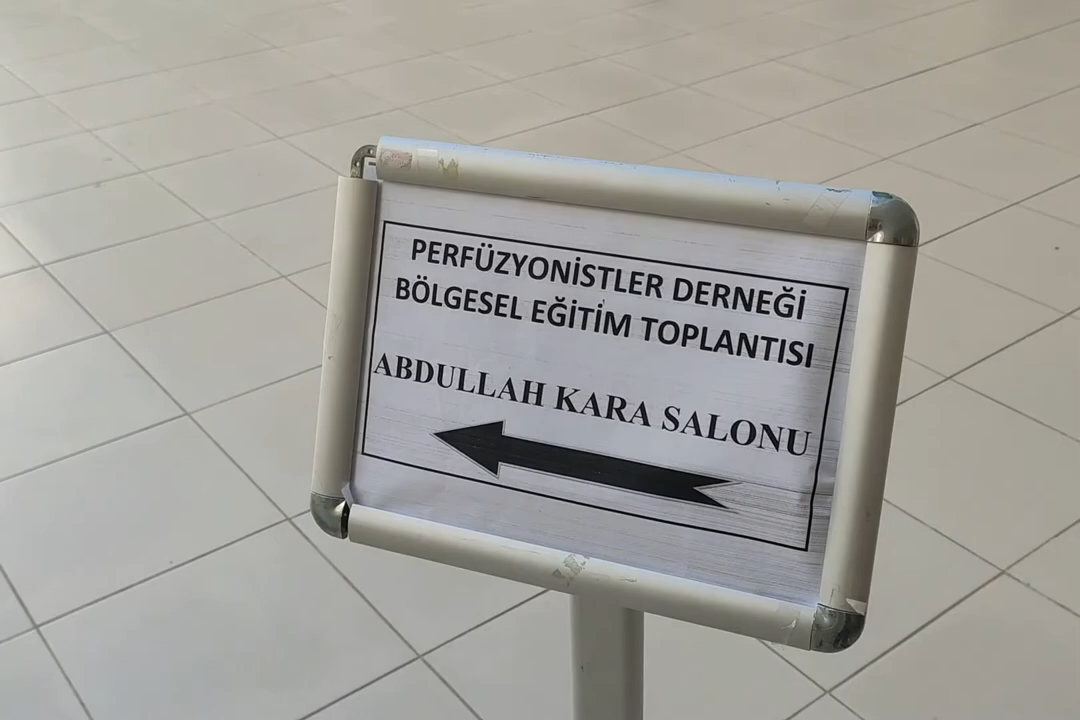 PERFÜZYONİSTLER DERNEĞİ
BÖLGESEL EĞİTİM TOPLANTISI
ABDULLAH KARA SALONU